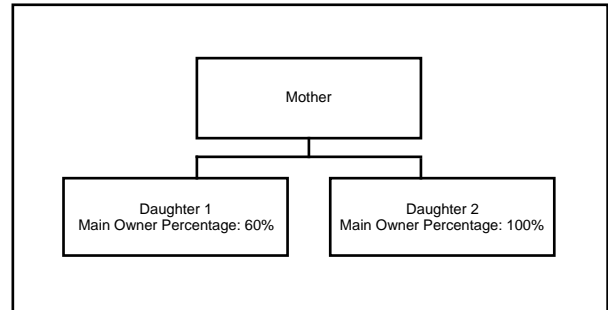 Mother
Daughter 1
Main Owner Percentage: 60%
Daughter 2
Main Owner Percentage: 100%